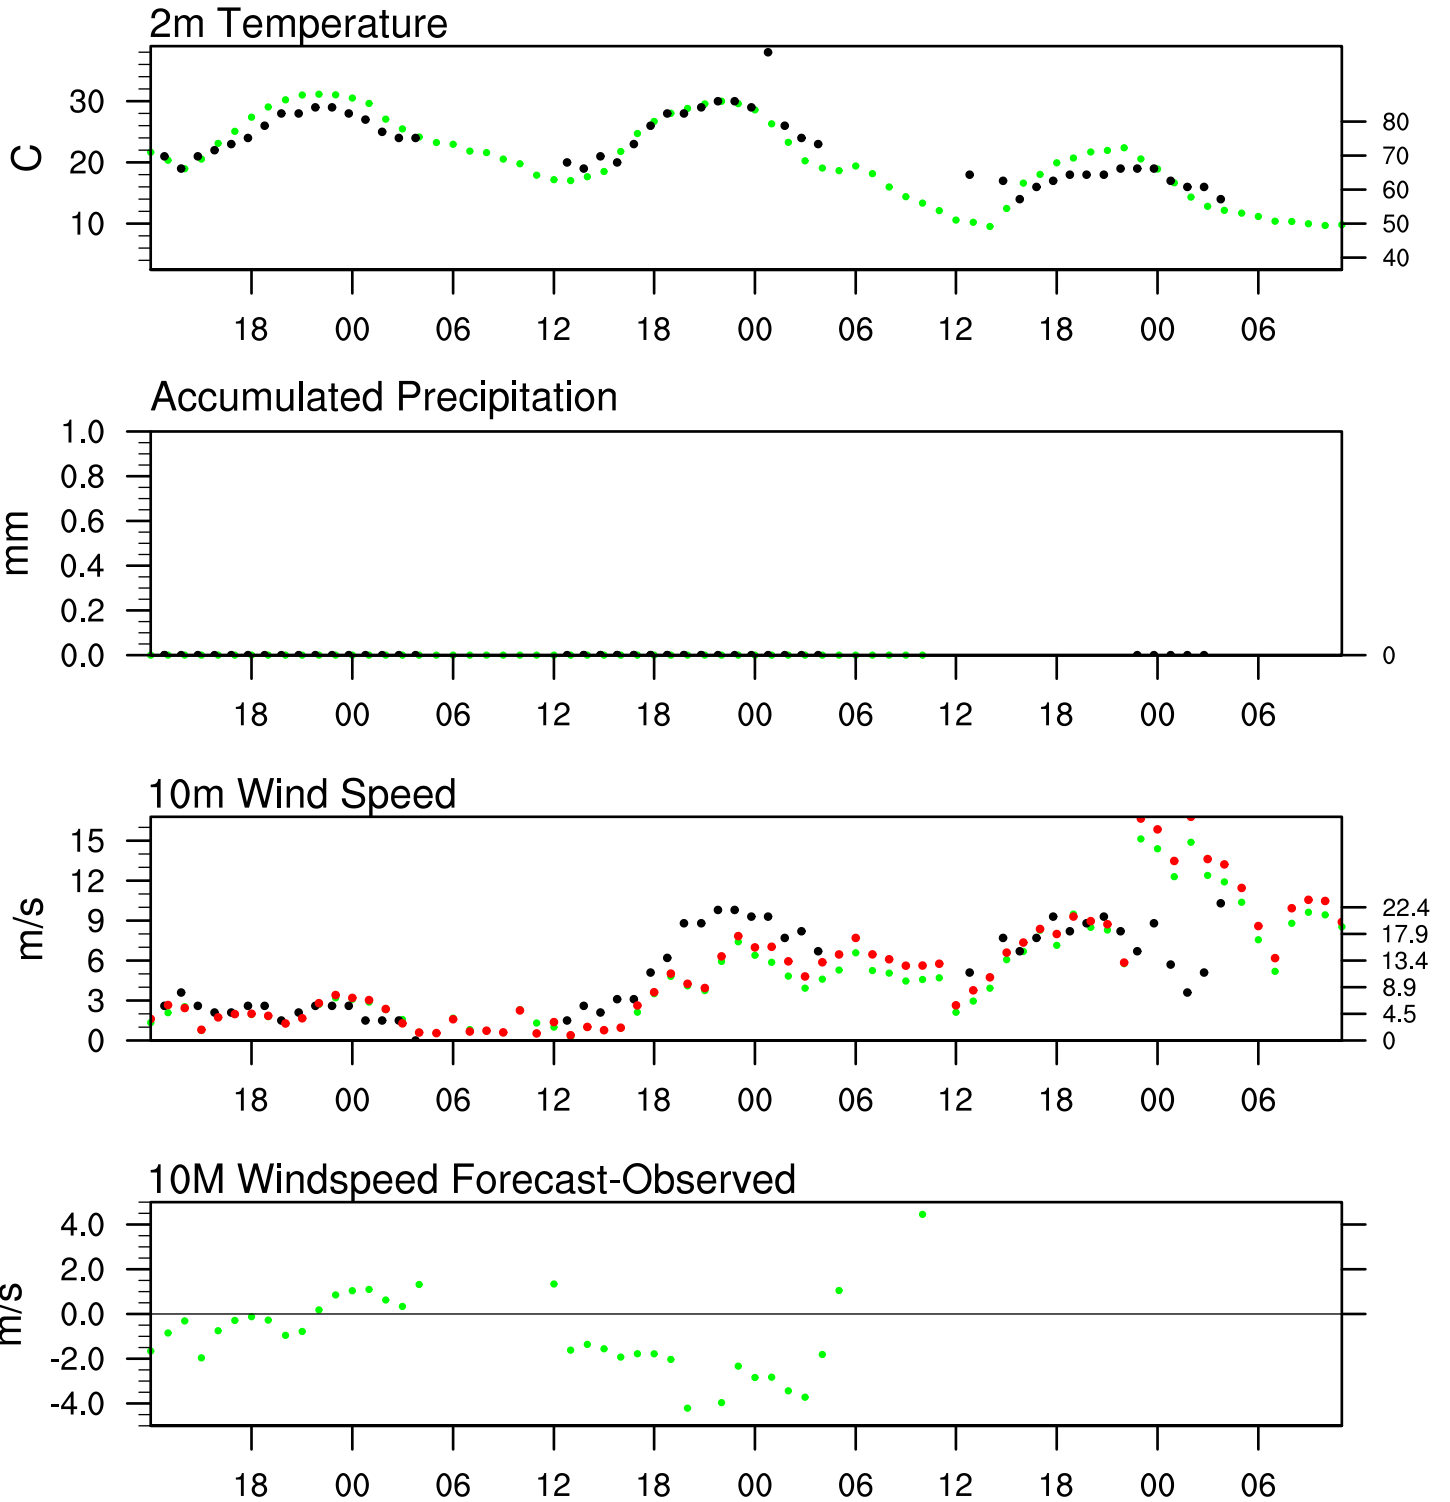 2m Temperature
C
30
20
10
80
70
60
50
40
18 00 06 12 18 00 06 12 18 00 06
Accumulated Precipitation
mm
1.0
0.8
0.6
0.4
0.2
0.0
0
18 00 06 12 18 00 06 12 18 00 06
10m Wind Speed
m/s
15
12
9
6
3
0
22.4
17.9
13.4
8.9
4.5
0
18 00 06 12 18 00 06 12 18 00 06
10M Windspeed Forecast-Observed
m/s
4.0
2.0
0.0
-2.0
-4.0
18 00 06 12 18 00 06 12 18 00 06